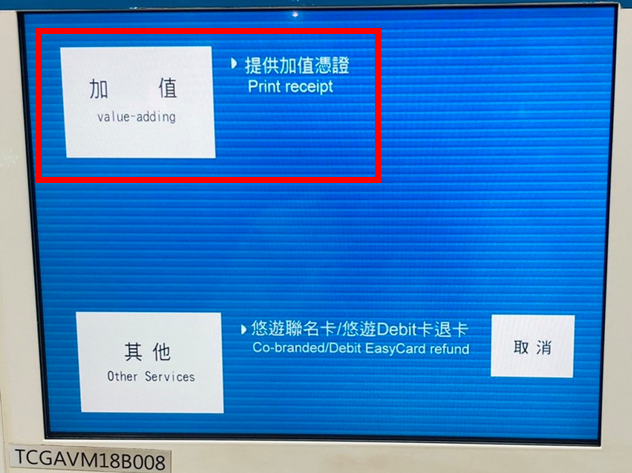 加 值
value-adding
提供加值憑證
Print receipt
其他
Other Services
悠遊聯名卡/悠遊Debit卡退卡
Co-branded/Debit EasyCard refund
取消
TCGAVM18B008